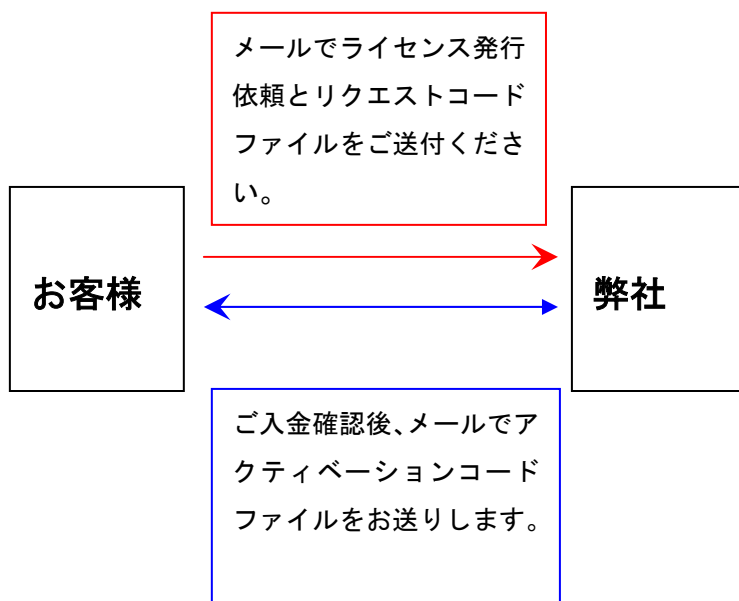 メールでライセンス発行
依頼とリクエストコード
ファイルをご送付くださ
い。
お客様
弊社
ご入金確認後、メールでア
クティベーションコード
ファイルをお送りします。